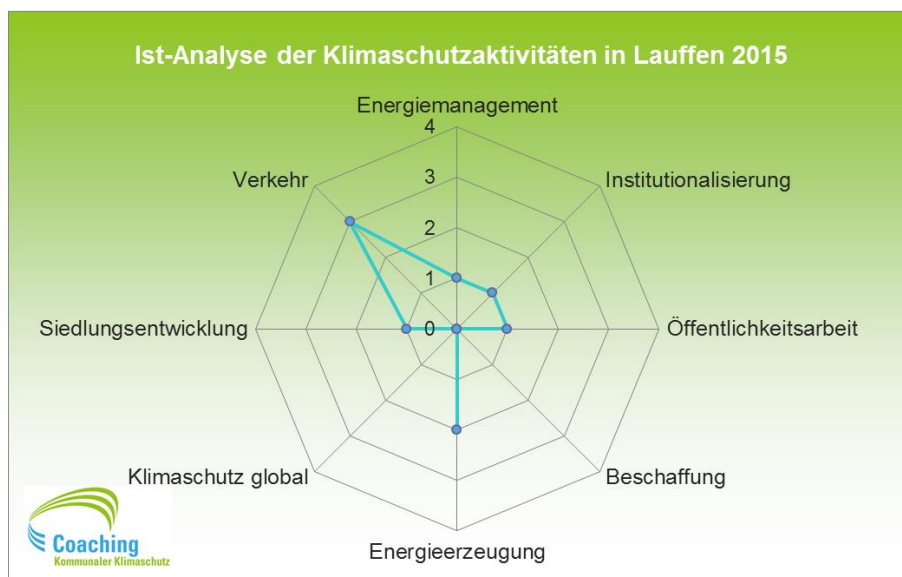 Ist-Analyse der Klimaschutzaktivitäten in Lauffen 2015
Energiemanagement
4
Verkehr
3
Institutionalisierung
2
1
Siedlungsentwicklung
0
Öffentlichkeitsarbeit
Klimaschutz global
Beschaffung
Energieerzeugung
Coaching
Kommunaler Klimaschutz